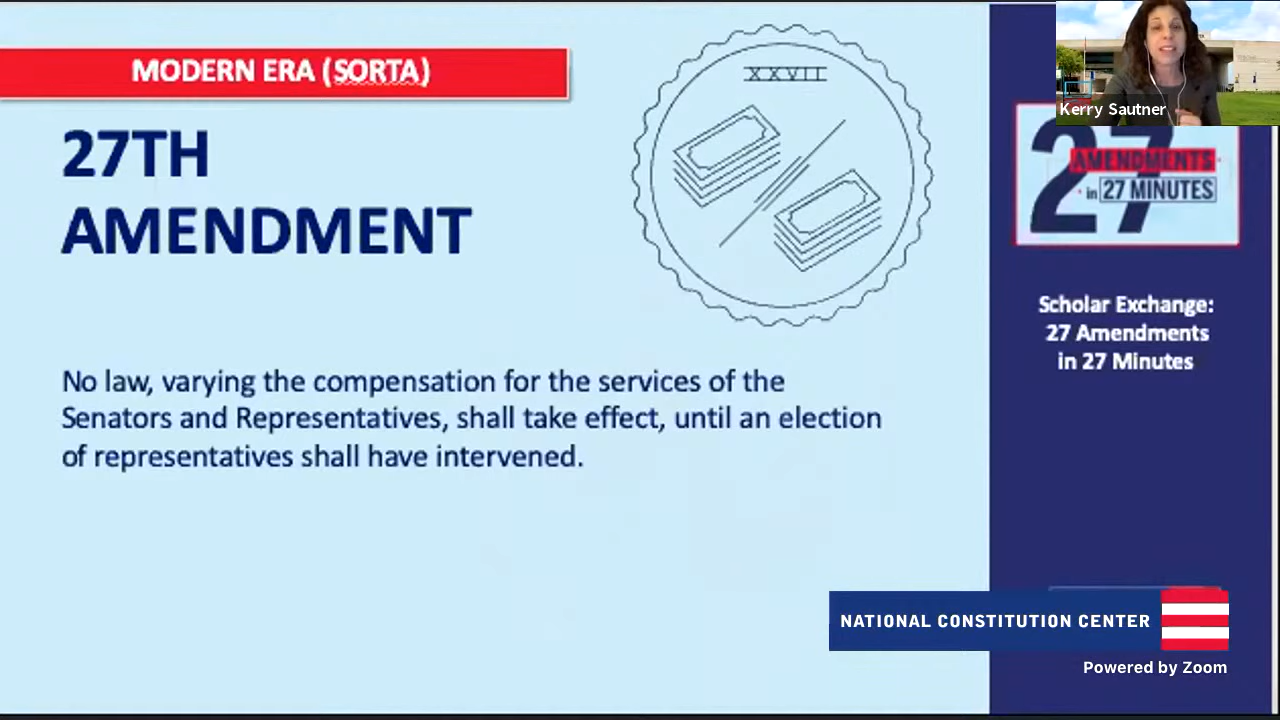 MODERN ERA (SORTA)
27TH
AMENDMENT
XXVII
No law, varying the compensation for the services of the
Senators and Representatives, shall take effect, until an election
of representatives shall have intervened.
Kerry Sautner
27
AMENDMENTS
in 27 MINUTES
Scholar Exchange:
27 Amendments
in 27 Minutes
NATIONAL CONSTITUTION CENTER
Powered by Zoom